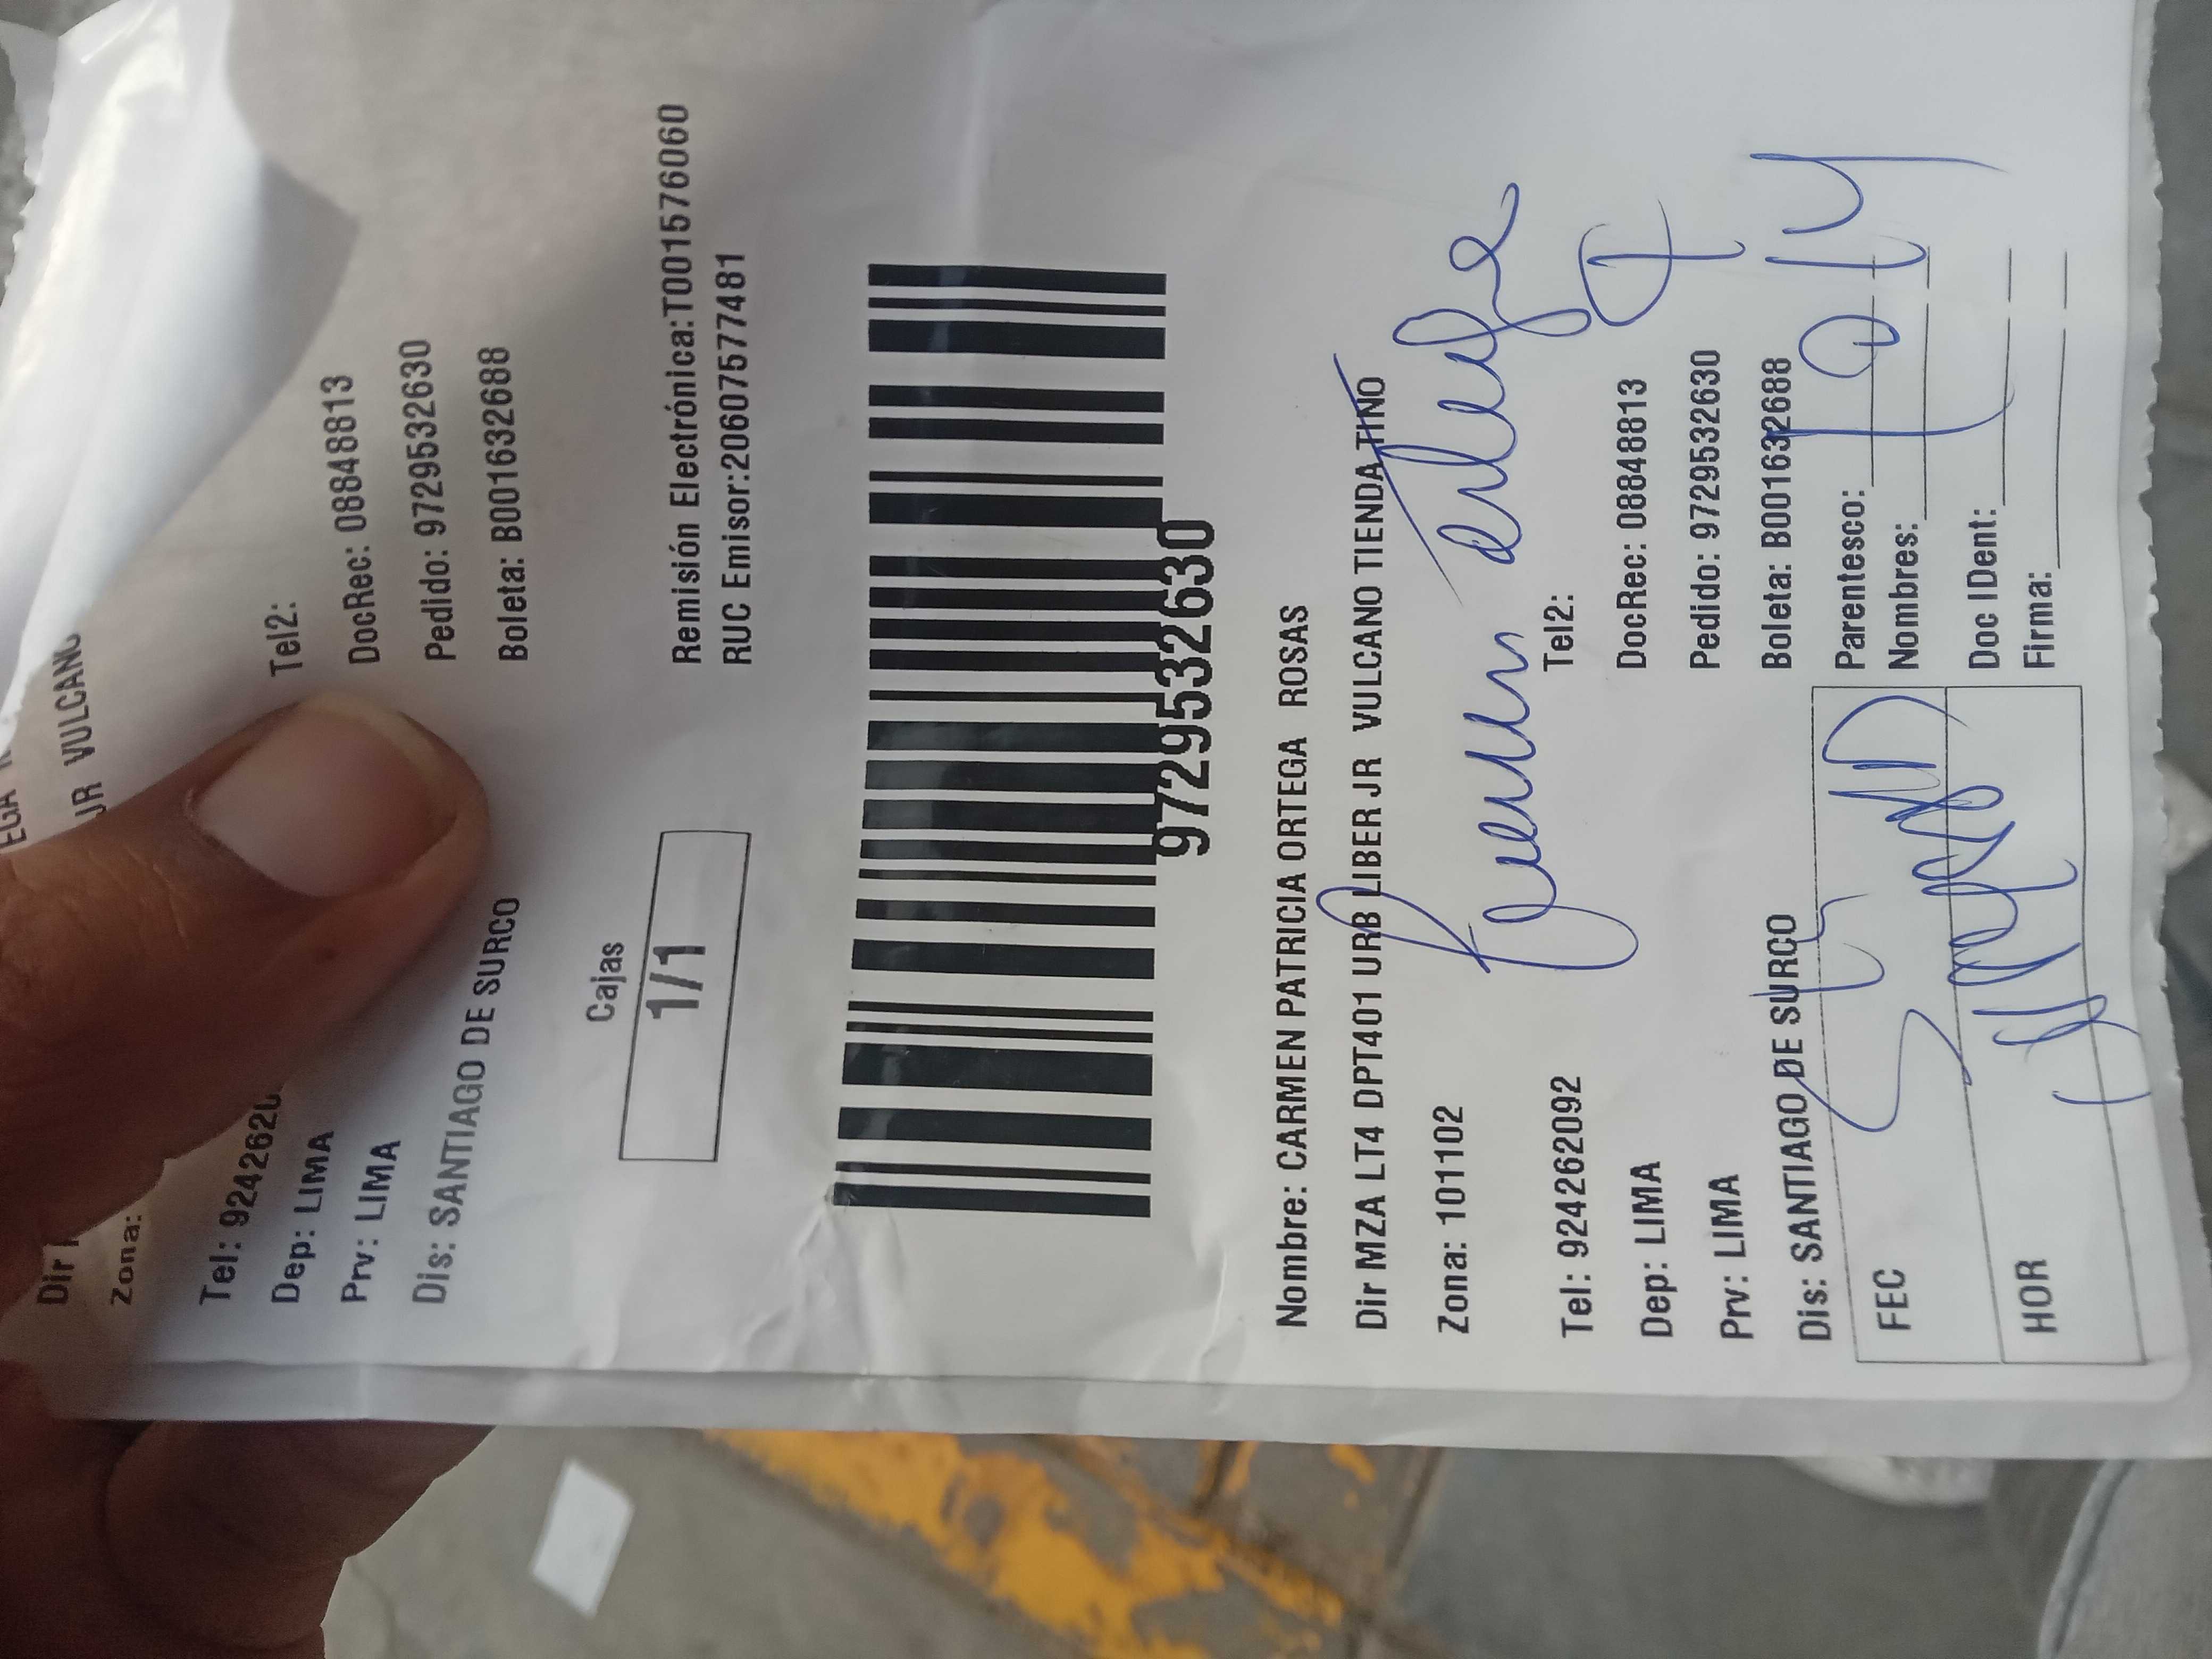 EGA
JR VULCANO
Dir
Zona:
Tel: 9242620
Tel2:
Dep: LIMA
DocRec: 08848813
Prv: LIMA
Pedido: 9729532630
Dis: SANTIAGO DE SURCO
Boleta: B001632688
Cajas
1/1
Remisión Electrónica:T001576060
RUC Emisor:20607577481
9729532630
Nombre: CARMEN PATRICIA ORTEGA ROSAS
Dir MZA LT4 DPT401 URB LIBER JR VULCANO TIENDA TINO
Zona: 101102
Tel: 924262092
Tel2:
Dep: LIMA
DocRec: 08848813
Prv: LIMA
Pedido: 9729532630
Dis: SANTIAGO DE SURCO
Boleta: B001632688
FEC
Parentesco:
Nombres:
HOR
Doc IDent:
Firma: